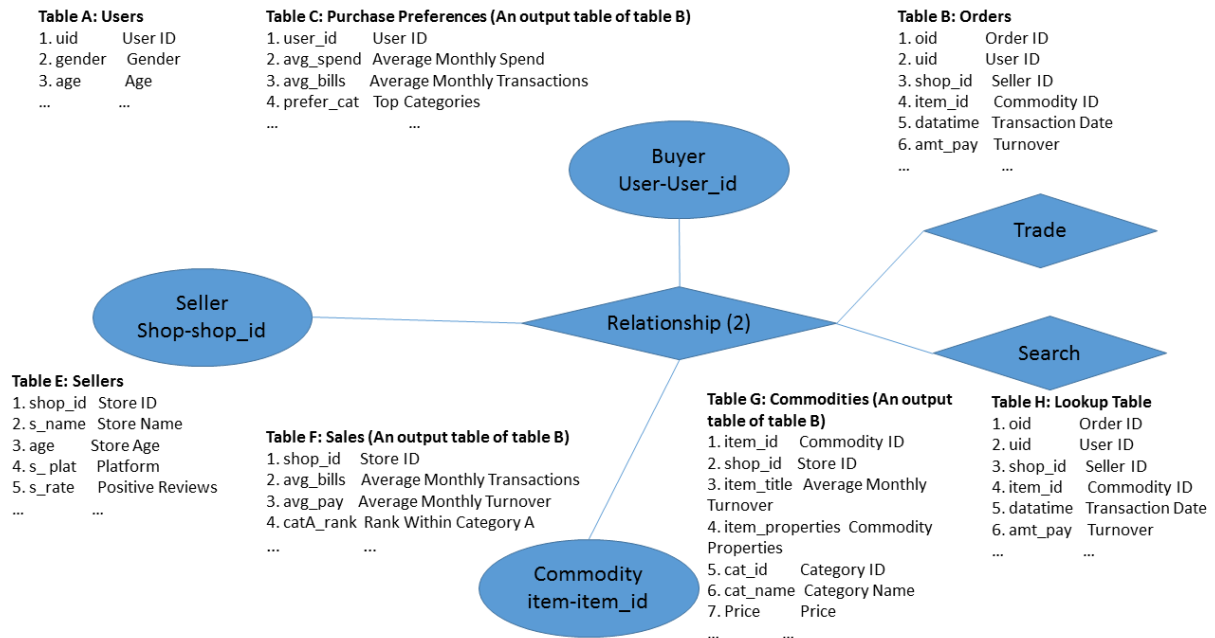 Table A: Users
1. uid User ID
2. gender Gender
3. age Age
... ...
Table C: Purchase Preferences (An output table of table B)
1. user_id User ID
2. avg_spend Average Monthly Spend
3. avg_bills Average Monthly Transactions
4. prefer_cat Top Categories
... ...
Table B: Orders
1. oid Order ID
2. uid User ID
3. shop_id Seller ID
4. item_id Commodity ID
5. datatime Transaction Date
6. amt_pay Turnover
... ...
Buyer
User-User_id
Trade
Seller
Shop-shop_id
Relationship (2)
Search
Table E: Sellers
1. shop_id Store ID
2. s_name Store Name
3. age Store Age
4. s_ plat Platform
5. s_rate Positive Reviews
... ...
Table F: Sales (An output table of table B)
1. shop_id Store ID
2. avg_bills Average Monthly Transactions
3. avg_pay Average Monthly Turnover
4. catA_rank Rank Within Category A
... ...
Commodity
item-item_id
Table G: Commodities (An output
table of table B)
1. item_id Commodity ID
2. shop_id Store ID
3. item_title Average Monthly
Turnover
4. item_properties Commodity
Properties
5. cat_id Category ID
6. cat_name Category Name
7. Price Price
... ...
Table H: Lookup Table
1. oid Order ID
2. uid User ID
3. shop_id Seller ID
4. item_id Commodity ID
5. datatime Transaction Date
6. amt_pay Turnover
... ...